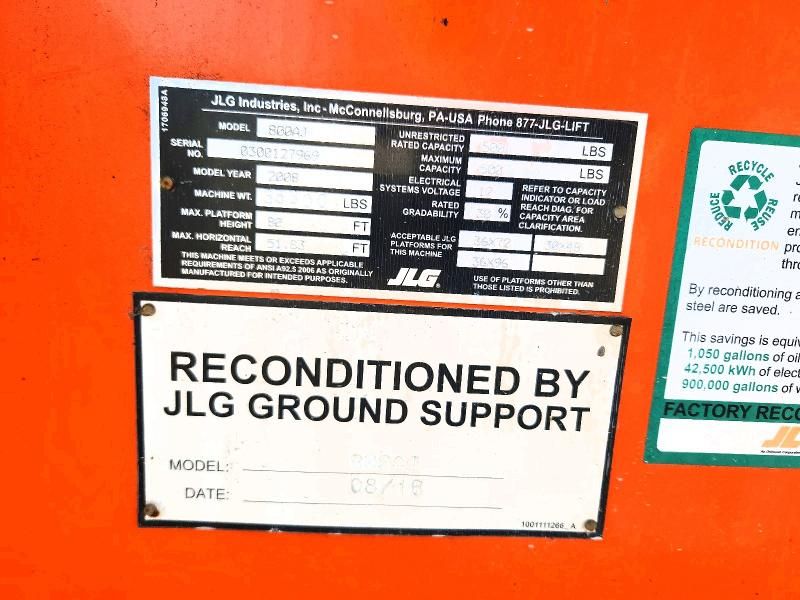 1706943A
JLG Industries, Inc - McConnellsburg, PA-USA Phone 877-JLG-LIFT
MODEL 800AJ
SERIAL NO. 0300127969
MODEL YEAR 2008
MACHINE WT. LBS
MAX. PLATFORM HEIGHT 80 FT
MAX. HORIZONTAL REACH 51.83 FT
THIS MACHINE MEETS OR EXCEEDS APPLICABLE
REQUIREMENTS OF ANSI A92.5 2006 AS ORIGINALLY
MANUFACTURED FOR INTENDED PURPOSES.
UNRESTRICTED RATED CAPACITY 500 LBS
MAXIMUM CAPACITY 500 LBS
ELECTRICAL SYSTEMS VOLTAGE 12
RATED GRADABILITY %
REFER TO CAPACITY
INDICATOR OR LOAD
REACH DIAG. FOR
CAPACITY AREA
CLARIFICATION.
ACCEPTABLE JLG
PLATFORMS FOR
THIS MACHINE
36X72 30X48
36X96
JLG
USE OF PLATFORMS OTHER THAN
THOSE LISTED IS PROHIBITED.
RECONDITIONED BY
JLG GROUND SUPPORT
MODEL: 800AJ
DATE: 08/16
1001111266_A
REDUCE RECYCLE REUSE
RECONDITION
By reconditioning
steel are saved.
This savings is
1,050 gallons of
42,500 kWh of
900,000 gallons of
FACTORY